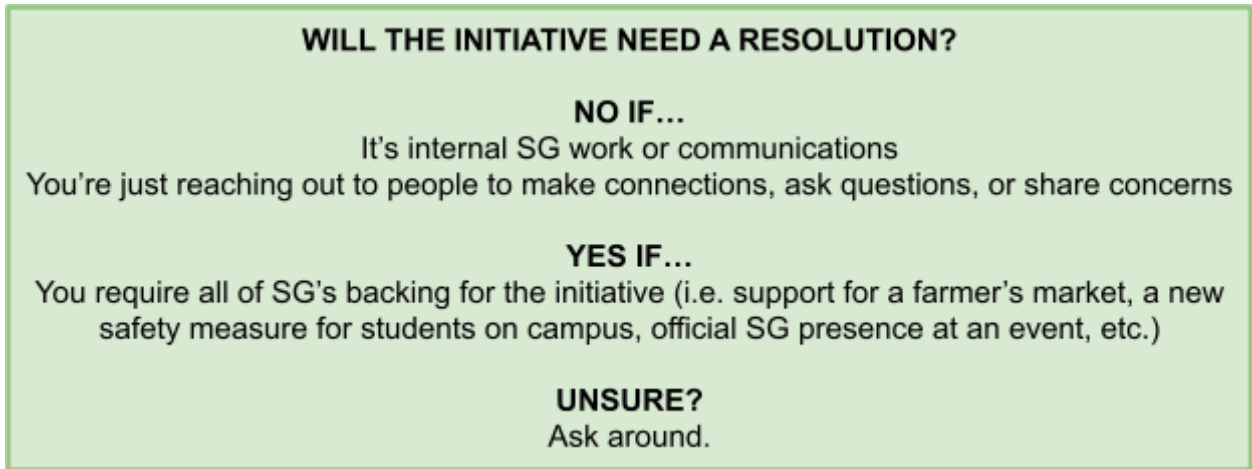 WILL THE INITIATIVE NEED A RESOLUTION?
NO IF…
It's internal SG work or communications
You're just reaching out to people to make connections, ask questions, or share concerns
YES IF…
You require all of SG's backing for the initiative (i.e. support for a farmer's market, a new
safety measure for students on campus, official SG presence at an event, etc.)
UNSURE?
Ask around.